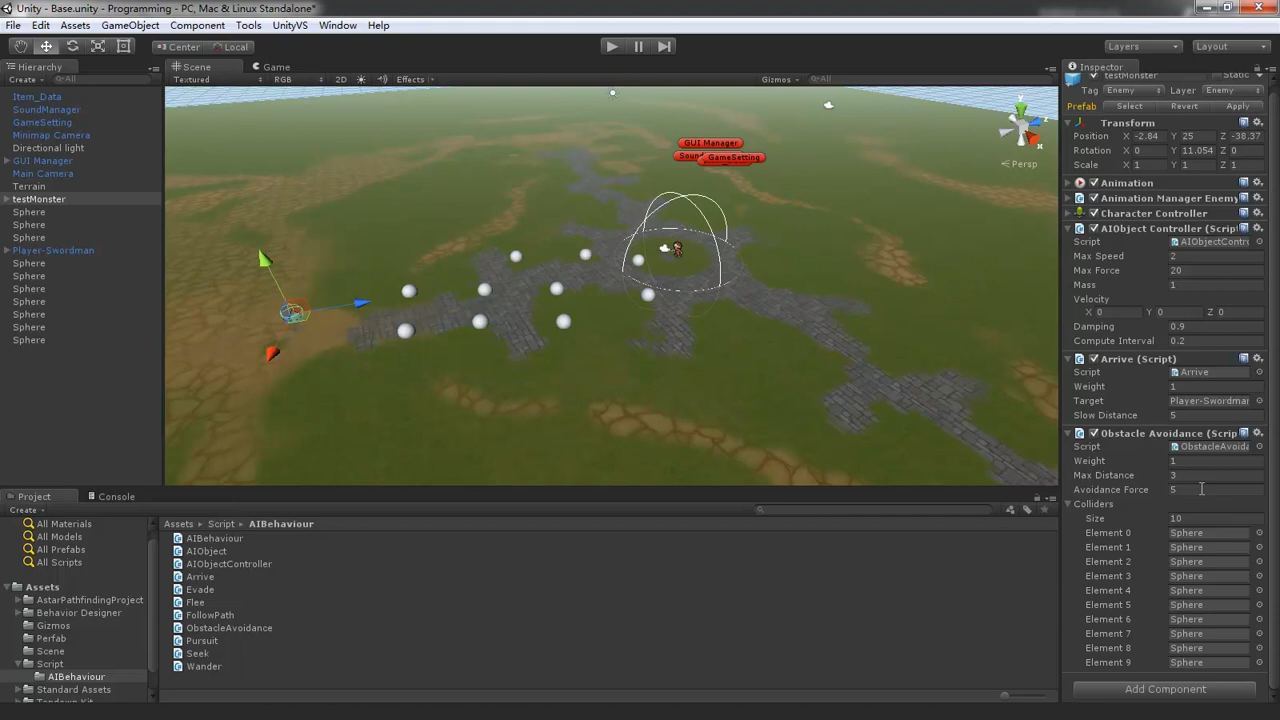 Unity - Base.unity - Programming - PC, Mac & Linux Standalone*
File Edit Assets GameObject Component Tools UnityVS Window Help
Center Local Layers Layout
Hierarchy
Create All
Item_Data
SoundManager
GameSetting
Minimap Camera
Directional light
GUI Manager
Main Camera
Terrain
testMonster
Sphere
Sphere
Sphere
Player-Swordman
Sphere
Sphere
Sphere
Sphere
Sphere
Sphere
Sphere
Scene Game
Textured RGB 2D Effects Gizmos All
GUI Manager
Soun
GameSetting
y
x
Persp
Inspector
testMonster Static
Tag Enemy Layer Enemy
Prefab Select Revert Apply
Transform
Position X -2.84 Y 25 Z -38.37
Rotation X 0 Y 11.054 Z 0
Scale X 1 Y 1 Z 1
Animation
Animation Manager Enemy
Character Controller
AIObject Controller (Script
Script AIObjectContr
Max Speed 2
Max Force 20
Mass 1
Velocity
X 0 Y 0 Z 0
Damping 0.9
Compute Interval 0.2
Arrive (Script)
Script Arrive
Weight 1
Target Player-Swordman
Slow Distance 5
Obstacle Avoidance (Scrip
Script ObstacleAvoida
Weight 1
Max Distance 3
Avoidance Force 5
Colliders
Size 10
Element 0 Sphere
Element 1 Sphere
Element 2 Sphere
Element 3 Sphere
Element 4 Sphere
Element 5 Sphere
Element 6 Sphere
Element 7 Sphere
Element 8 Sphere
Element 9 Sphere
Add Component
Project Console
Create
All Materials
All Models
All Prefabs
All Scripts
Assets
AstarPathfindingProject
Behavior Designer
Gizmos
Perfab
Scene
Script
AIBehaviour
Standard Assets
Assets Script AIBehaviour
AIBehaviour
AIObject
AIObjectController
Arrive
Evade
Flee
FollowPath
ObstacleAvoidance
Pursuit
Seek
Wander